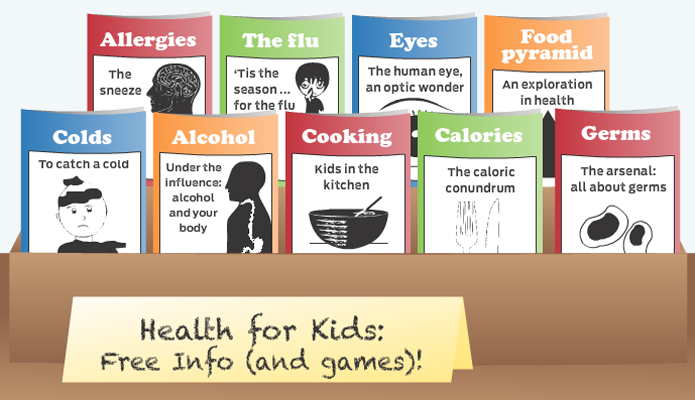 Allergies
The
sneeze
The flu
‘Tis the
season ...
for the flu
Eyes
The human eye,
an optic wonder
Food
pyramid
An exploration
in health
Colds
To catch a cold
Alcohol
Under the
influence:
alcohol
and your
body
Cooking
Kids in the
kitchen
Calories
The caloric
conundrum
Germs
The arsenal:
all about germs
Health for Kids:
Free Info (and games)!